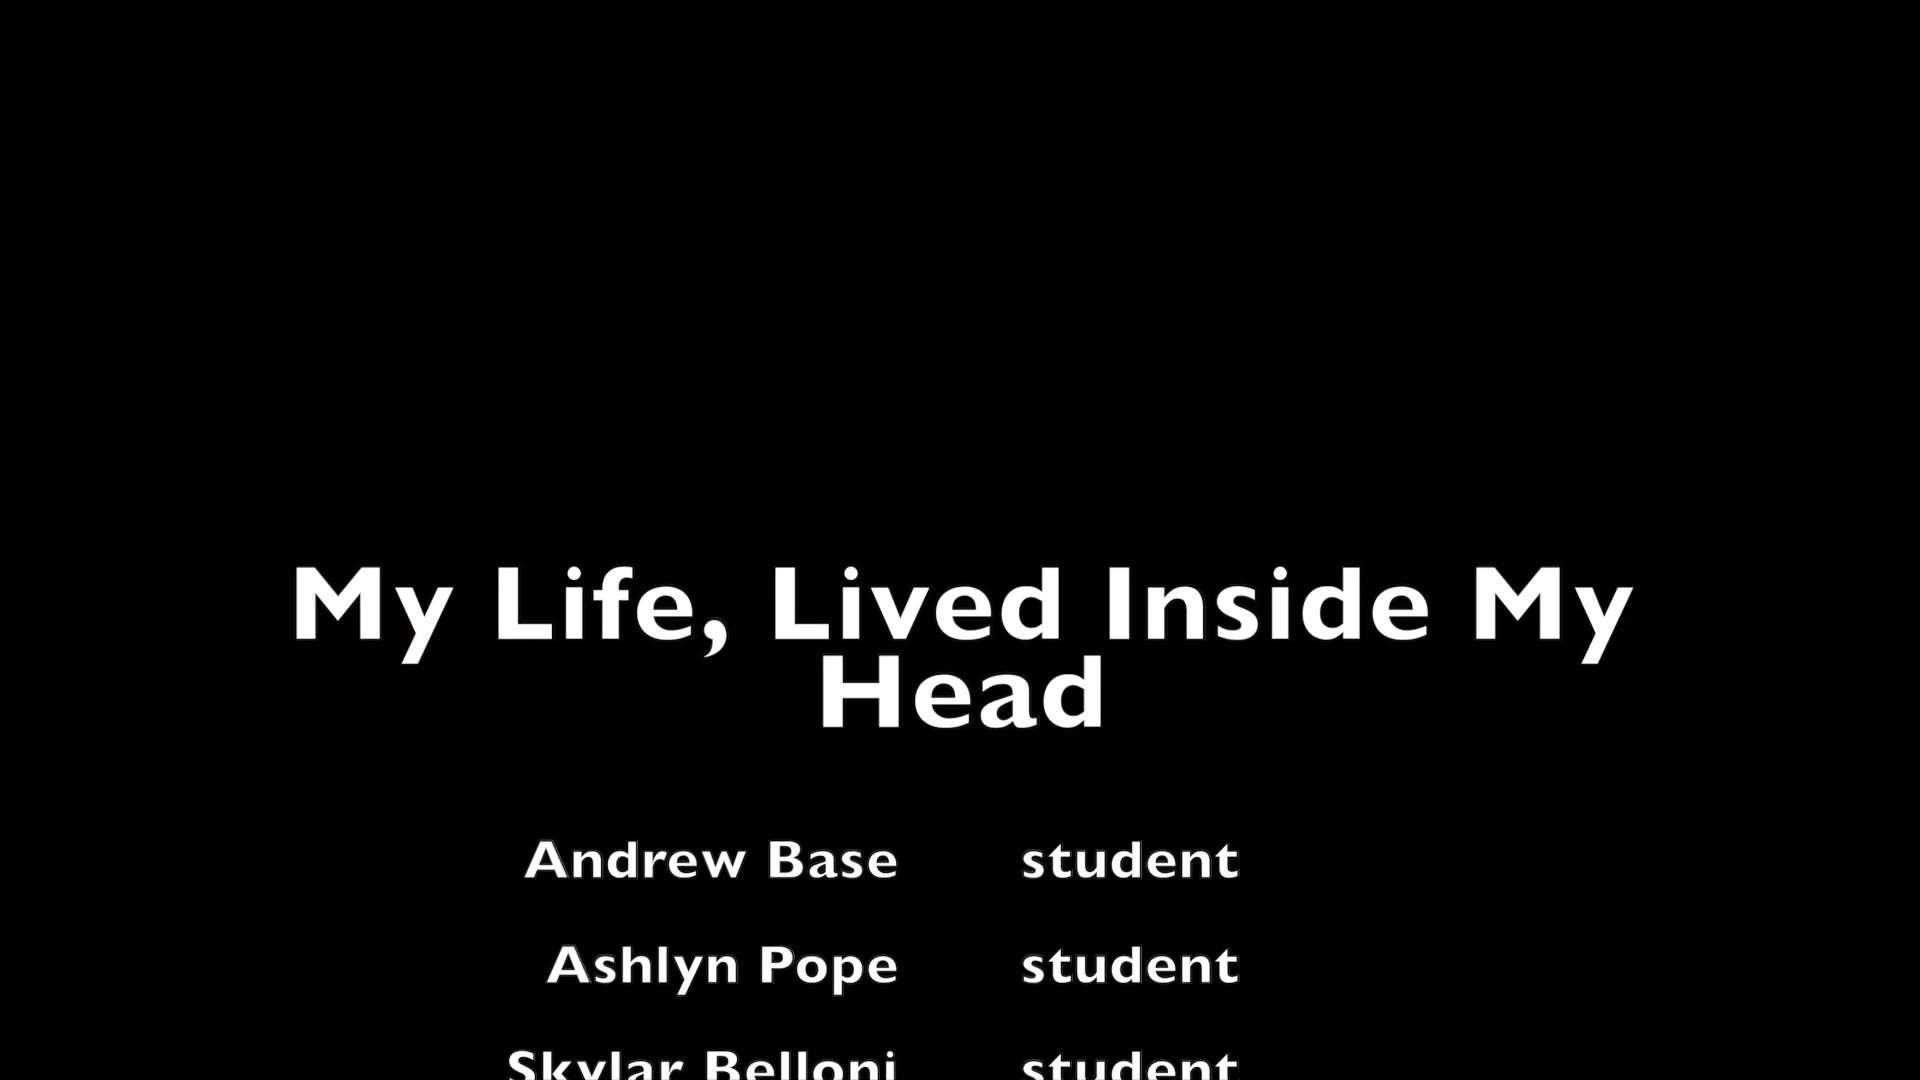 My Life, Lived Inside My
Head
Andrew Base student
Ashlyn Pope student
Skylar Belloni student